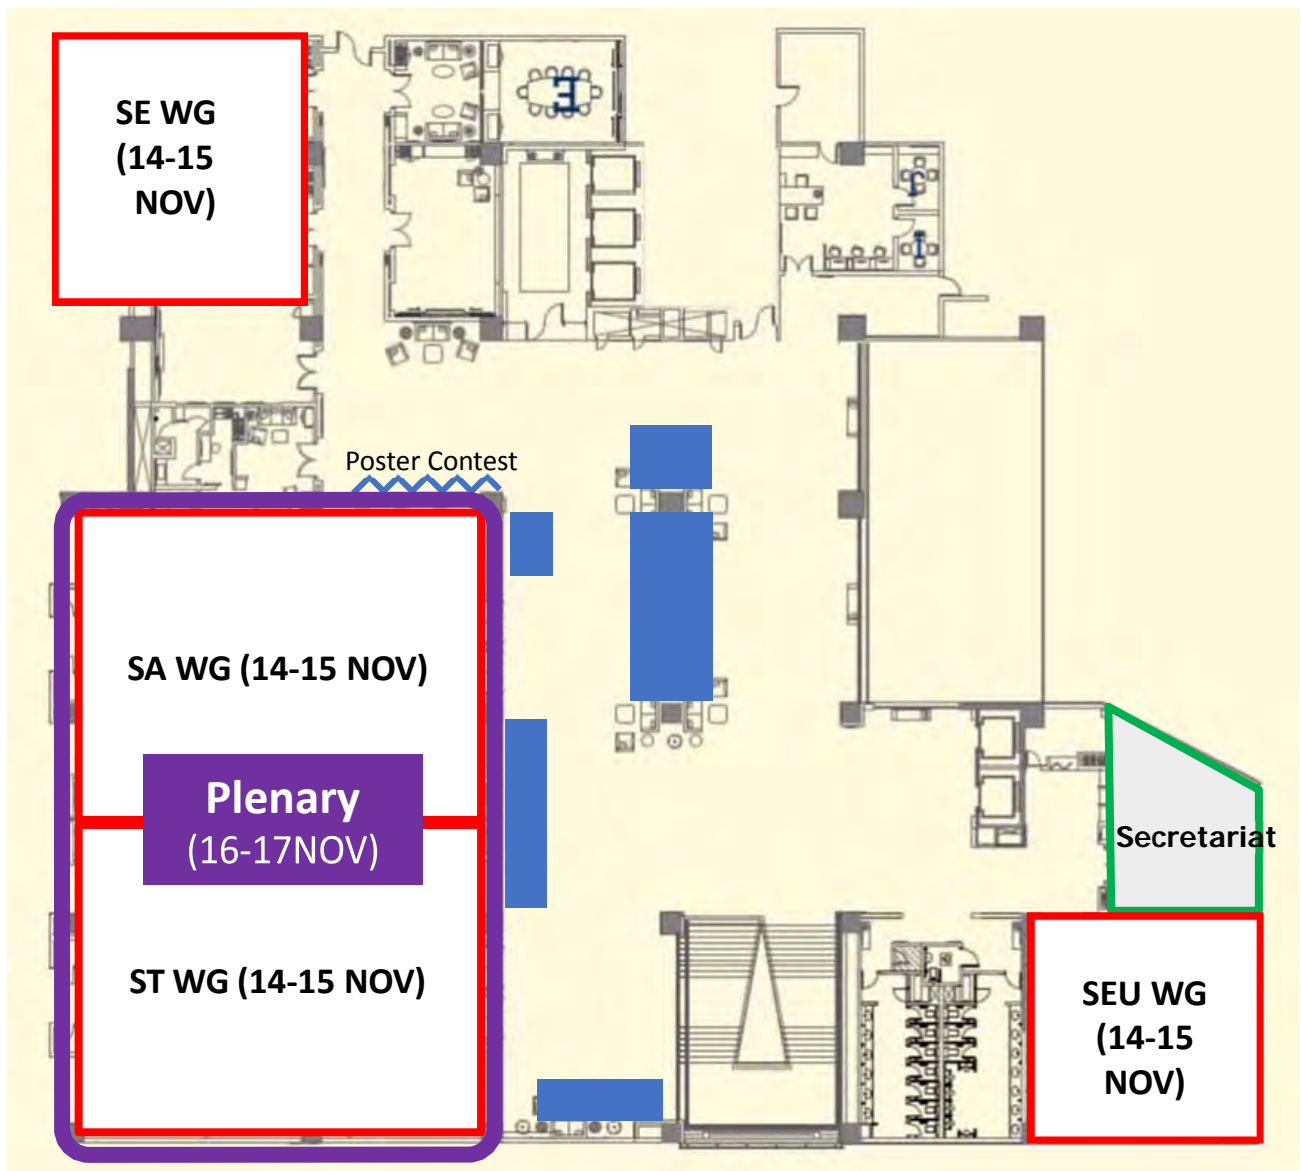 SE WG
(14-15
NOV)
E
J
I
Poster Contest
SA WG (14-15 NOV)
Plenary
(16-17NOV)
Secretariat
ST WG (14-15 NOV)
SEU WG
(14-15
NOV)